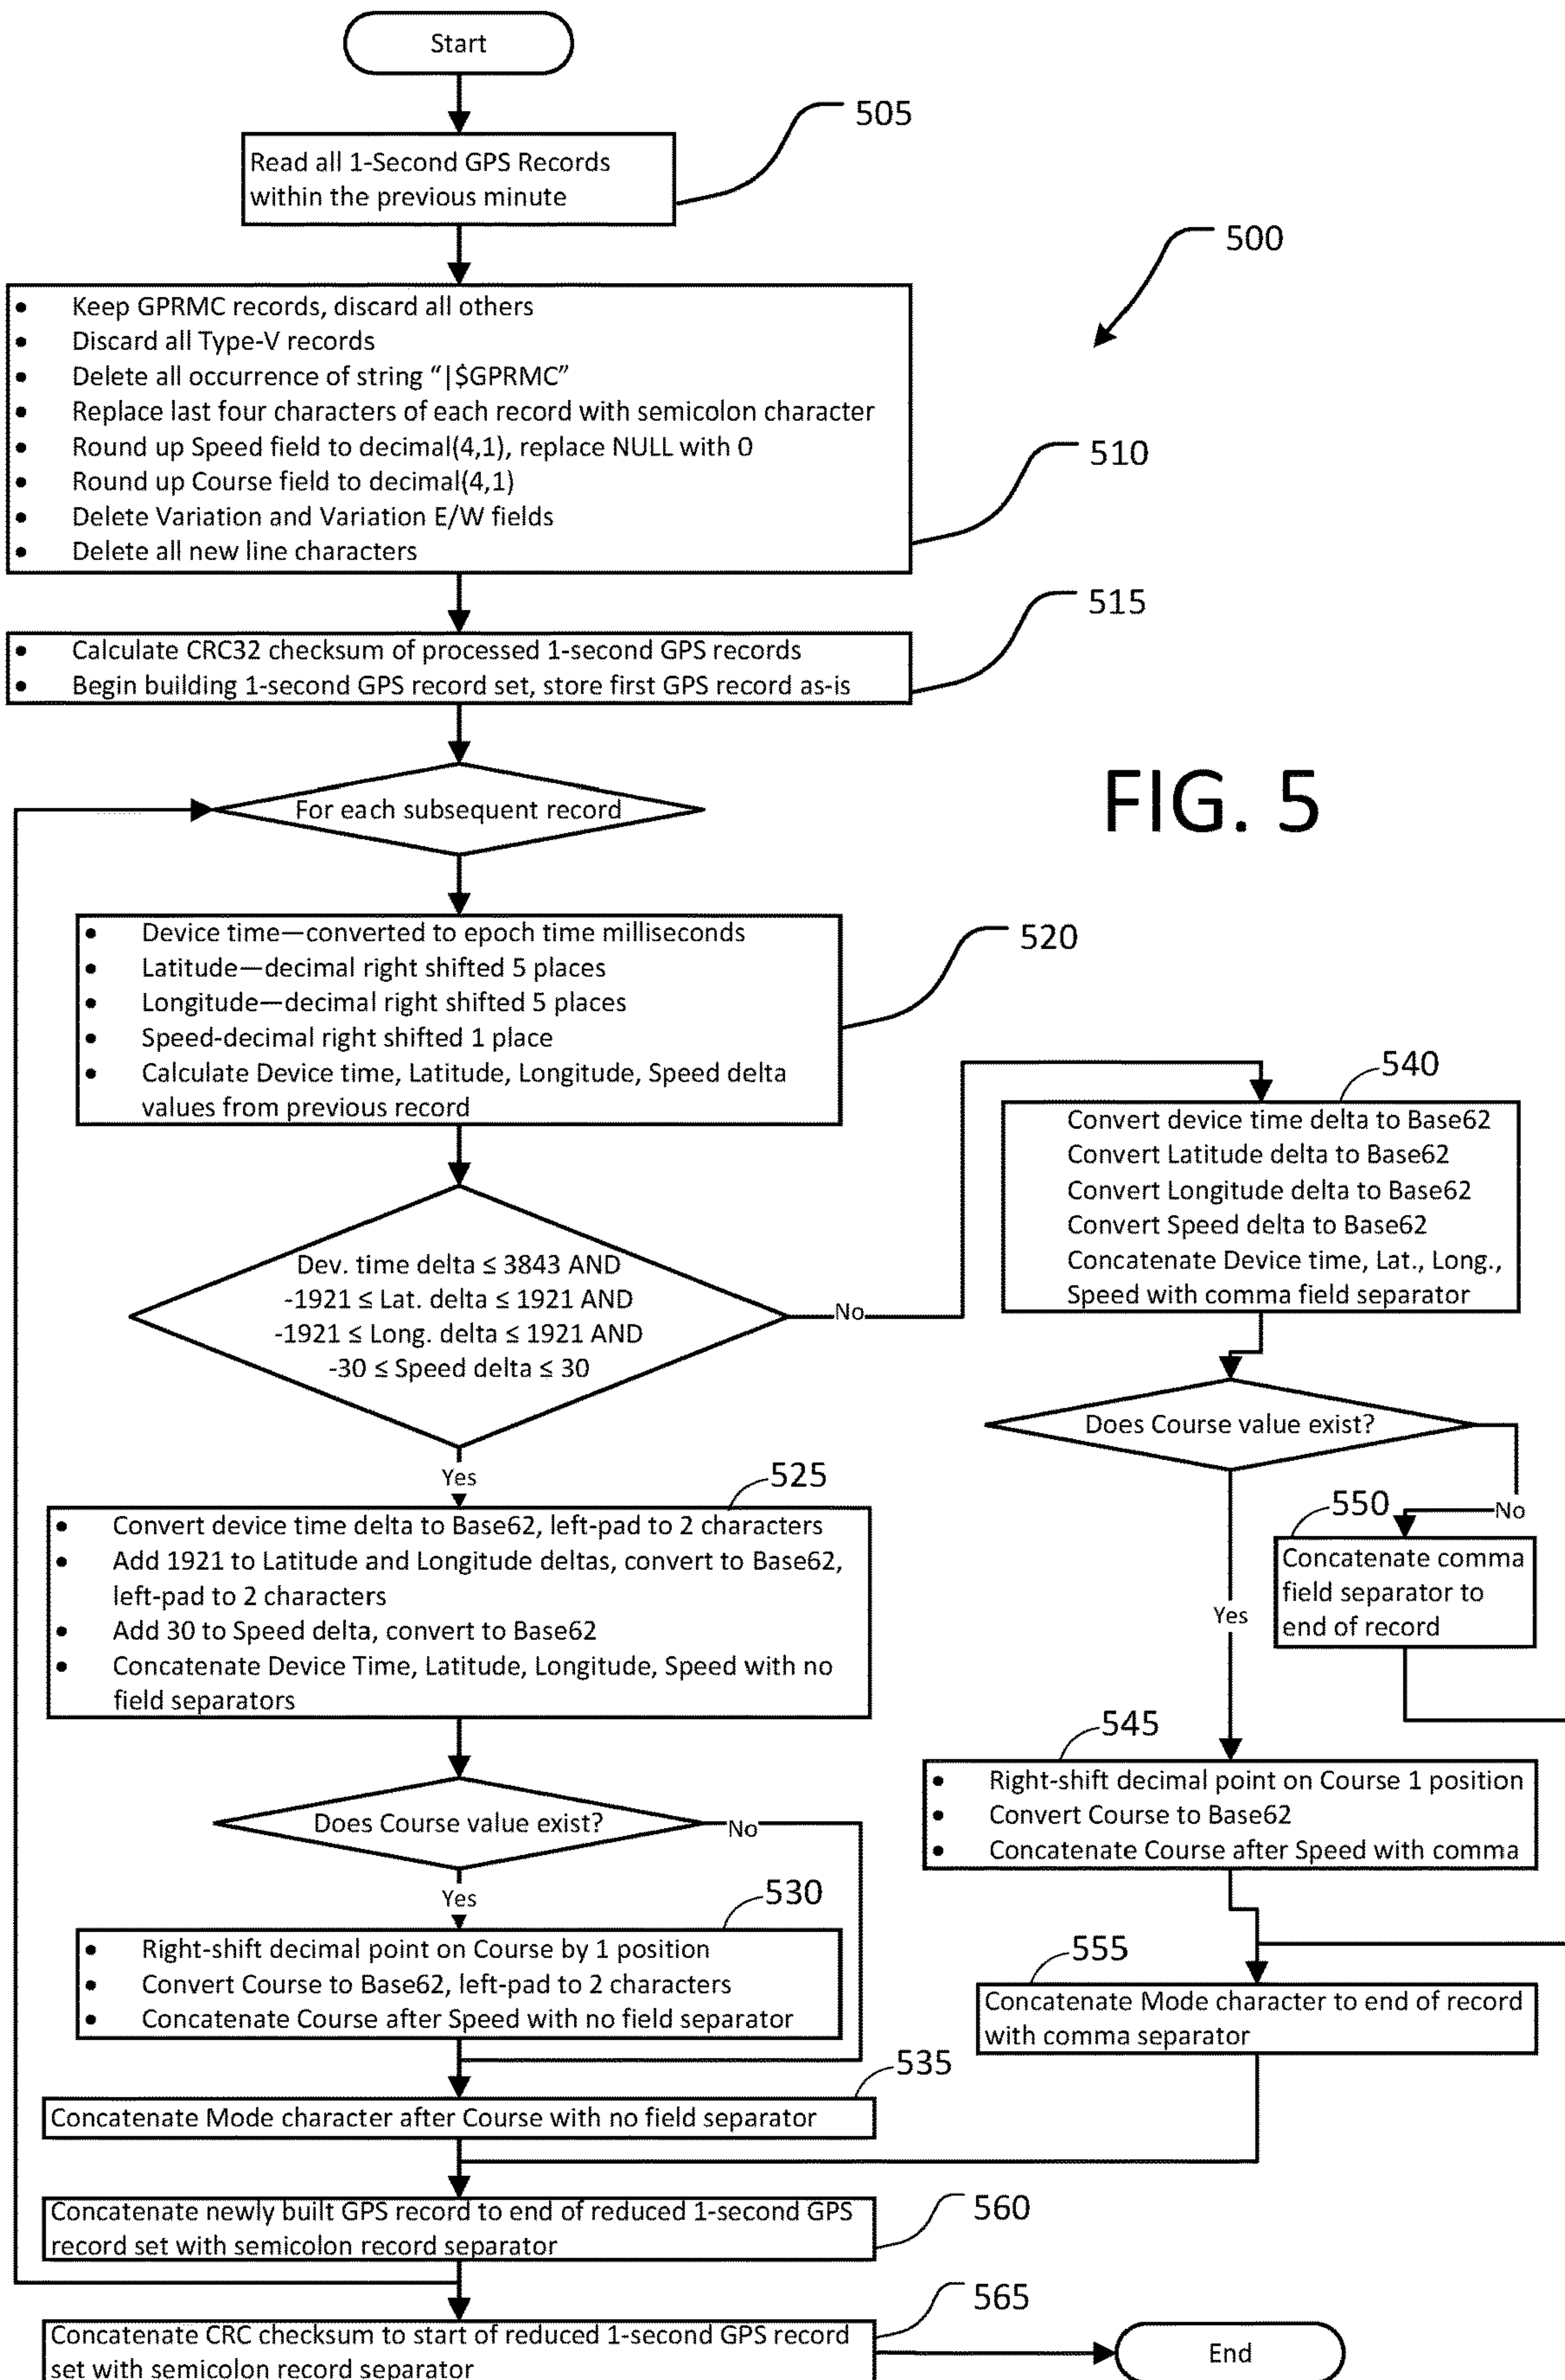 Start
505
Read all 1-Second GPS Records
within the previous minute
500
• Keep GPRMC records, discard all others
• Discard all Type-V records
• Delete all occurrence of string “|$GPRMC”
• Replace last four characters of each record with semicolon character
• Round up Speed field to decimal(4,1), replace NULL with 0
• Round up Course field to decimal(4,1)
• Delete Variation and Variation E/W fields
• Delete all new line characters
510
515
• Calculate CRC32 checksum of processed 1-second GPS records
• Begin building 1-second GPS record set, store first GPS record as-is
FIG. 5
For each subsequent record
520
• Device time—converted to epoch time milliseconds
• Latitude—decimal right shifted 5 places
• Longitude—decimal right shifted 5 places
• Speed-decimal right shifted 1 place
• Calculate Device time, Latitude, Longitude, Speed delta
values from previous record
Dev. time delta ≤ 3843 AND
-1921 ≤ Lat. delta ≤ 1921 AND
-1921 ≤ Long. delta ≤ 1921 AND
-30 ≤ Speed delta ≤ 30
No
Yes
540
Convert device time delta to Base62
Convert Latitude delta to Base62
Convert Longitude delta to Base62
Convert Speed delta to Base62
Concatenate Device time, Lat., Long.,
Speed with comma field separator
Does Course value exist?
No
Yes
550
Concatenate comma
field separator to
end of record
525
• Convert device time delta to Base62, left-pad to 2 characters
• Add 1921 to Latitude and Longitude deltas, convert to Base62,
left-pad to 2 characters
• Add 30 to Speed delta, convert to Base62
• Concatenate Device Time, Latitude, Longitude, Speed with no
field separators
545
• Right-shift decimal point on Course 1 position
• Convert Course to Base62
• Concatenate Course after Speed with comma
Does Course value exist?
No
Yes
530
• Right-shift decimal point on Course by 1 position
• Convert Course to Base62, left-pad to 2 characters
• Concatenate Course after Speed with no field separator
555
Concatenate Mode character to end of record
with comma separator
535
Concatenate Mode character after Course with no field separator
560
Concatenate newly built GPS record to end of reduced 1-second GPS
record set with semicolon record separator
565
Concatenate CRC checksum to start of reduced 1-second GPS record
set with semicolon record separator
End